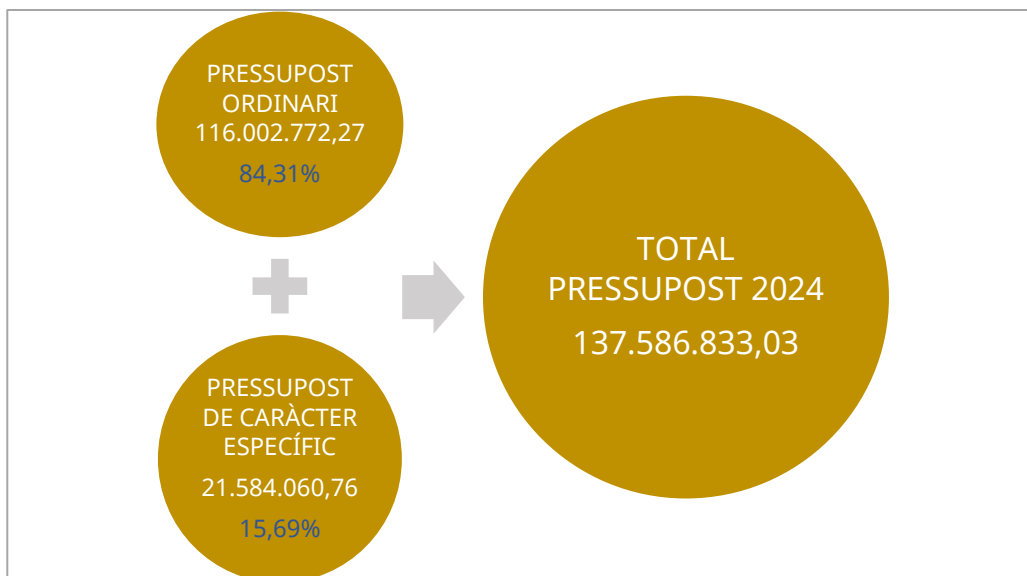 PRESSUPOST
ORDINARI
116.002.772,27
84,31%
PRESSUPOST
DE CARÀCTER
ESPECÍFIC
21.584.060,76
15,69%
TOTAL
PRESSUPOST 2024
137.586.833,03